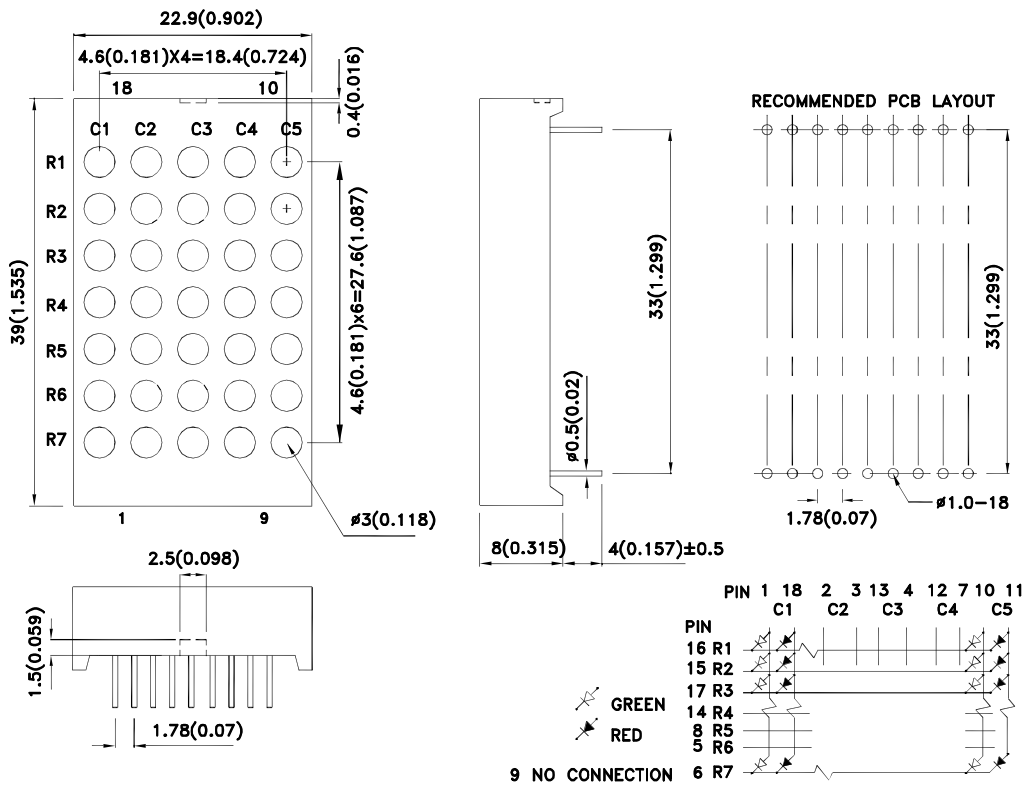 22.9(0.902)
4.6(0.181)X4=18.4(0.724)
18 10
0.4(0.016)
C1 C2 C3 C4 C5
R1
R2
R3
R4
R5
R6
R7
39(1.535)
4.6(0.181)x6=27.6(1.087)
1 9
ø3(0.118)
33(1.299)
ø0.5(0.02)
8(0.315)
4(0.157)±0.5
RECOMMENDED PCB LAYOUT
33(1.299)
ø1.0-18
1.78(0.07)
2.5(0.098)
1.5(0.059)
1.78(0.07)
PIN 1 18 2 3 13 4 12 7 10 11
C1 C2 C3 C4 C5
PIN
16 R1
15 R2
17 R3
14 R4
8 R5
5 R6
6 R7
GREEN
RED
9 NO CONNECTION